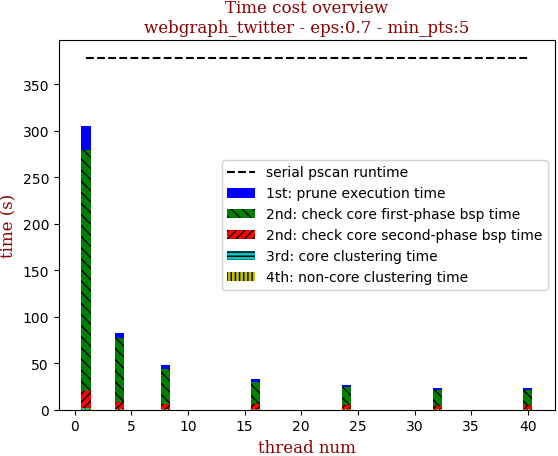 Time cost overview
webgraph_twitter - eps:0.7 - min_pts:5
time (s)
350
300
250
200
150
100
50
0
serial pscan runtime
1st: prune execution time
2nd: check core first-phase bsp time
2nd: check core second-phase bsp time
3rd: core clustering time
4th: non-core clustering time
0 5 10 15 20 25 30 35 40
thread num